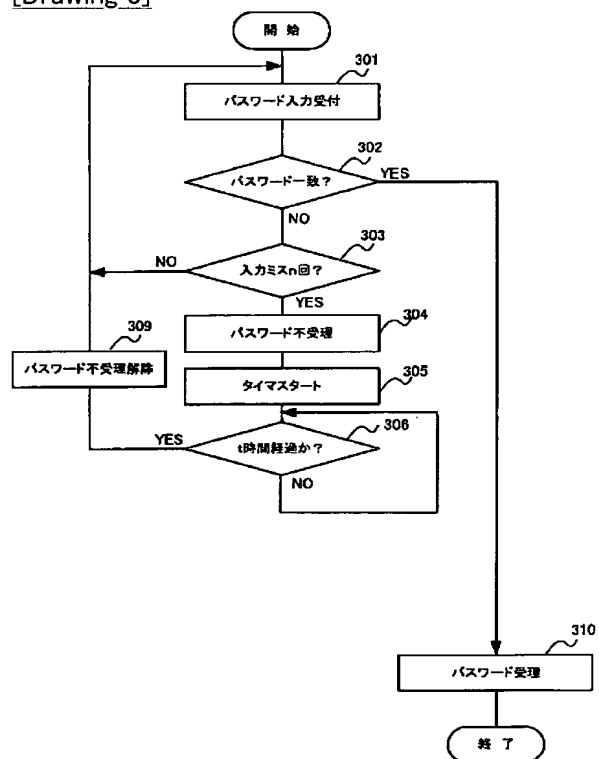 開 始
301
パスワード入力受付
302
パスワード一致?
YES
NO
303
入力ミスn回?
NO
YES
304
パスワード不受理
309
パスワード不受理解除
305
タイマスタート
306
t時間経過か?
YES
NO
310
パスワード受理
終 了